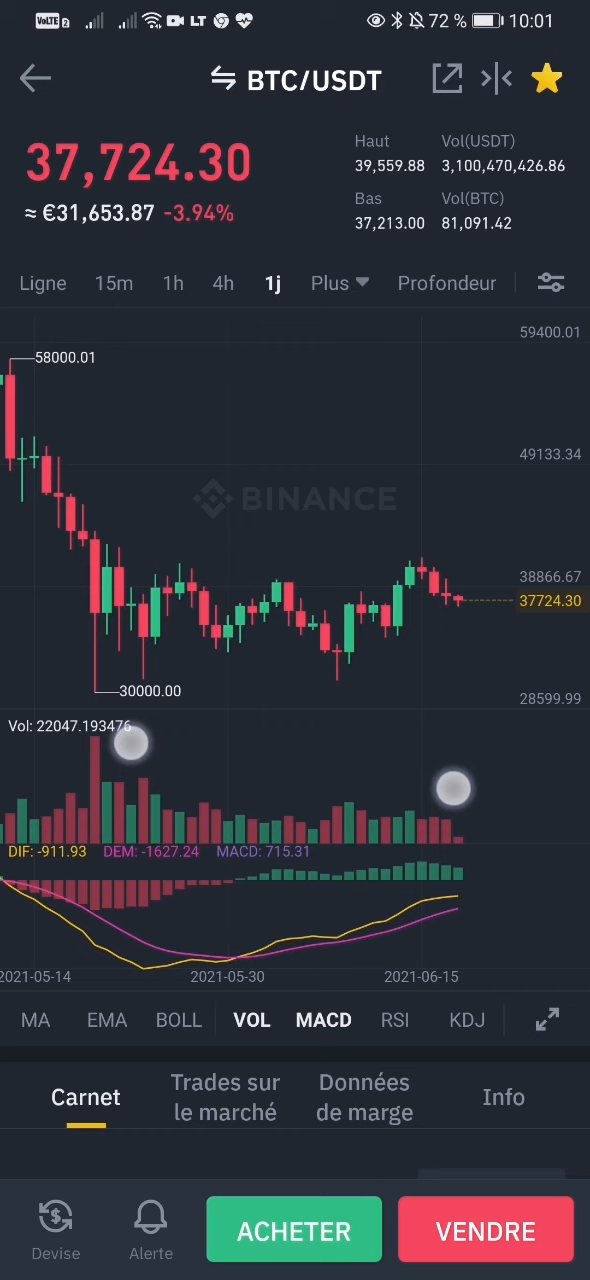 VoLTE 2 LT 72 % 10:01
BTC/USDT
37,724.30
≈ €31,653.87 -3.94%
Haut
39,559.88
Vol(USDT)
3,100,470,426.86
Bas
37,213.00
Vol(BTC)
81,091.42
Ligne 15m 1h 4h 1j Plus Profondeur
59400.01
58000.01
49133.34
BINANCE
38866.67
37724.30
30000.00
28599.99
Vol: 22047.193476
DIF: -911.93 DEM: -1627.24 MACD: 715.31
2021-05-14 2021-05-30 2021-06-15
MA EMA BOLL VOL MACD RSI KDJ
Carnet
Trades sur
le marché
Données
de marge
Info
Devise
Alerte
ACHETER
VENDRE